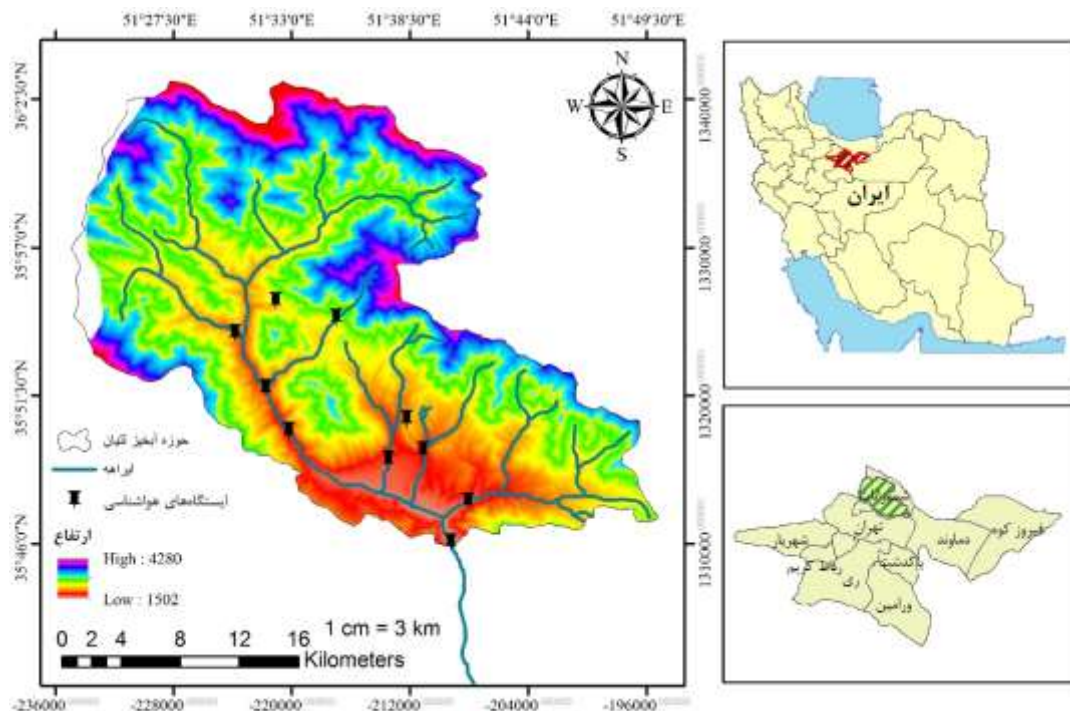 51°27'30"E 51°33'0"E 51°38'30"E 51°44'0"E 51°49'30"E
36°2'30"N
35°57'0"N
35°51'30"N
35°46'0"N
N
W E
S
1340000
1330000
1320000
1310000
حوزه آبخیز
آبراهه
ایستگاه‌های هواشناسی
ارتفاع
High : 4280
Low : 1502
0 2 4 8 12 16
1 cm = 3 km
Kilometers
-236000 -228000 -220000 -212000 -204000 -196000
ایران
تهران
شهریار
رباط کریم
ری
پاکدشت
ورامین
دماوند
فیروز کوه